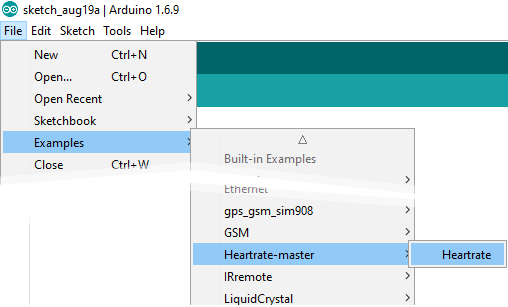 sketch_aug19a | Arduino 1.6.9
File Edit Sketch Tools Help
New Ctrl+N
Open... Ctrl+O
Open Recent
Sketchbook
Examples
Built-in Examples
Close Ctrl+W
Ethernet
gps_gsm_sim908
GSM
Heartrate-master
Heartrate
IRremote
LiquidCrystal